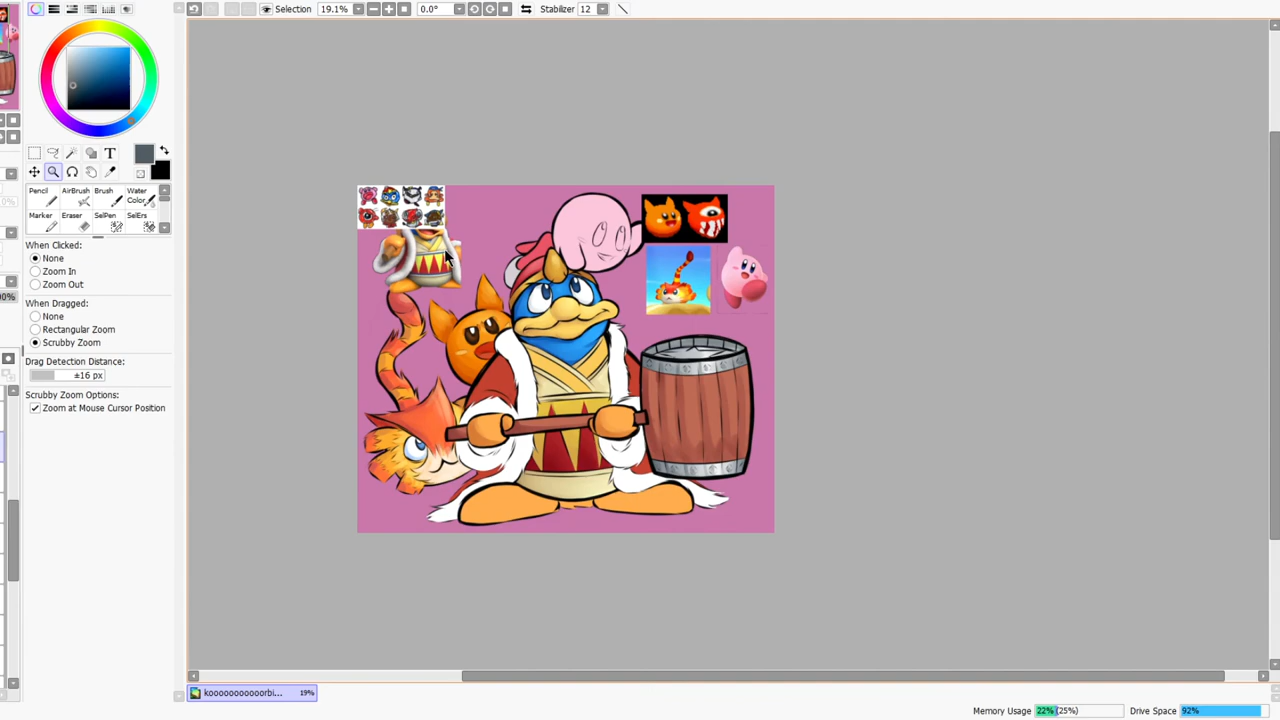 Selection 19.1% 0.0° Stabilizer 12
T
Pencil AirBrush Brush Water Color
Marker Eraser SelPen SelErs
When Clicked:
None
Zoom In
Zoom Out
When Dragged:
None
Rectangular Zoom
Scrubby Zoom
Drag Detection Distance:
±16 px
Scrubby Zoom Options:
Zoom at Mouse Cursor Position
kooooooooooorbi... 19%
Memory Usage 22% (25%) Drive Space 92%